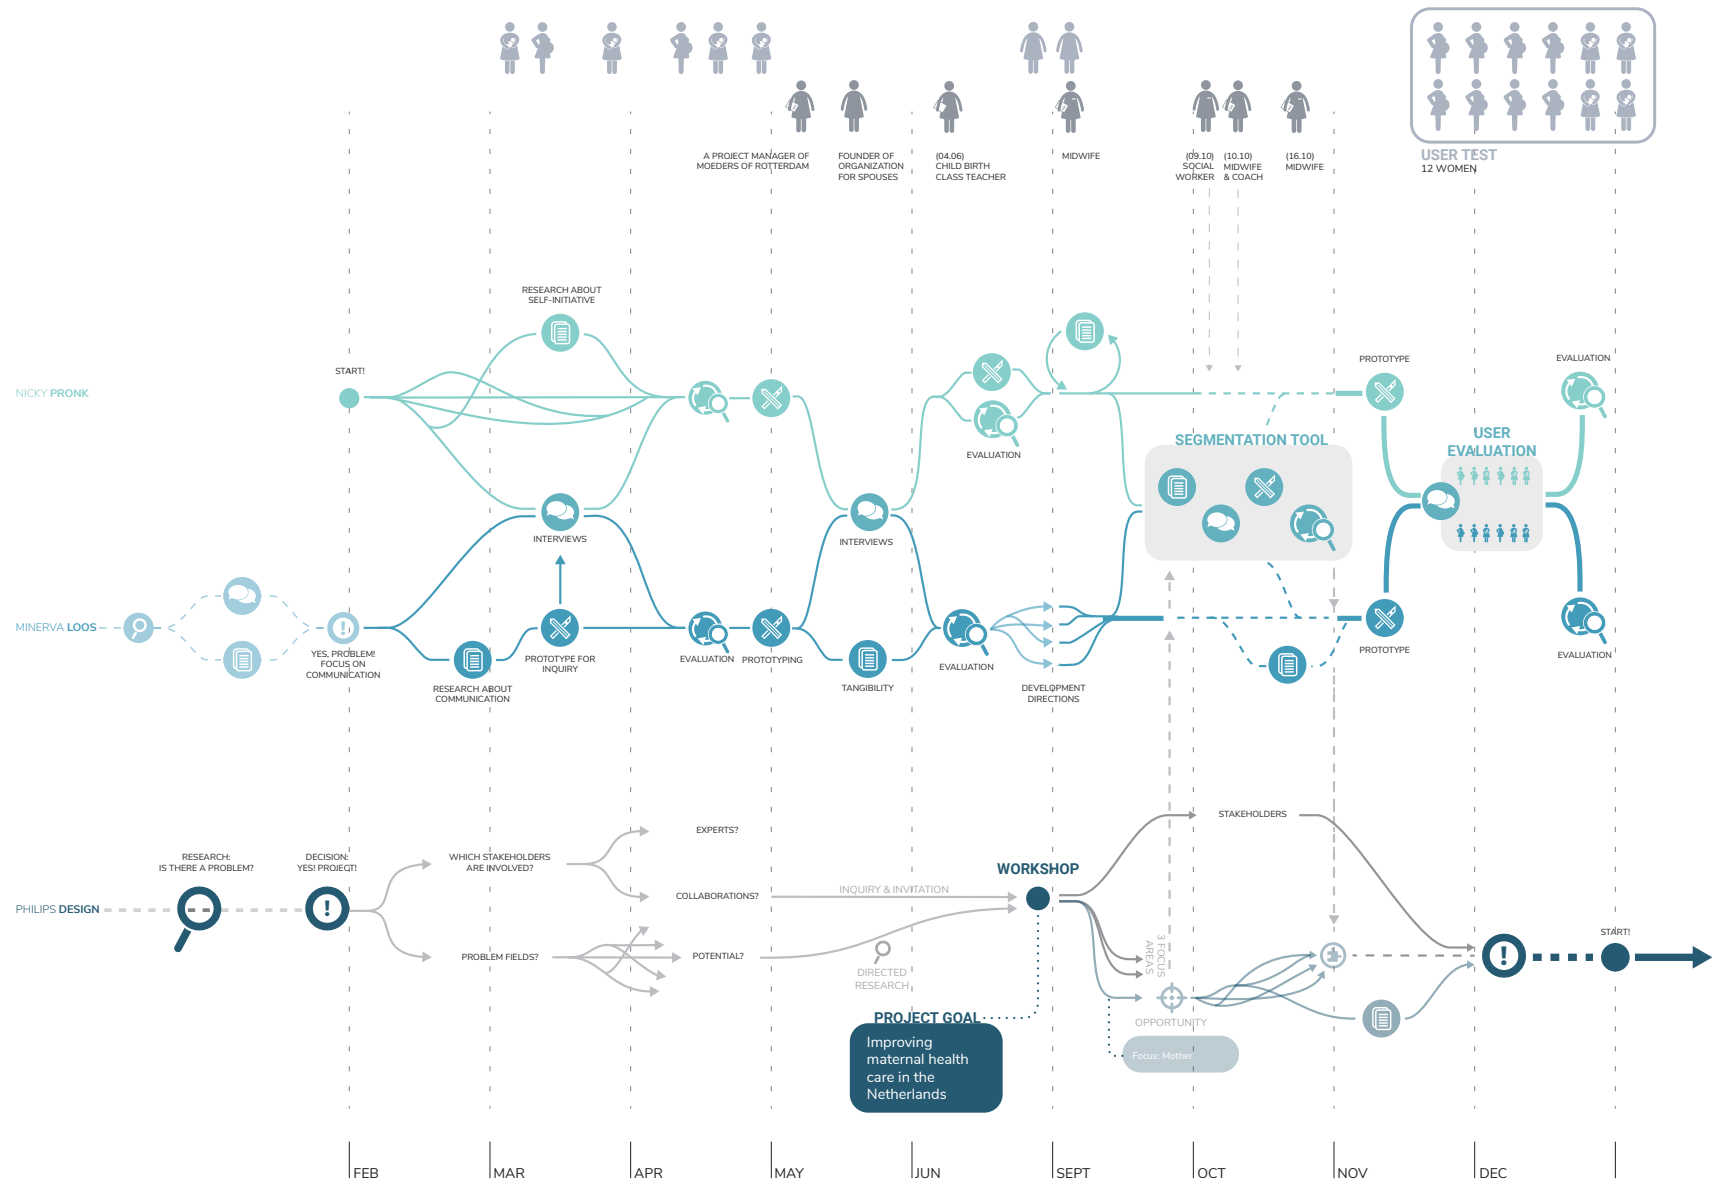 A PROJECT MANAGER OF
MOEDERS OF ROTTERDAM
FOUNDER OF
ORGANIZATION
FOR SPOUSES
(04.06)
CHILD BIRTH
CLASS TEACHER
MIDWIFE
(09.10)
SOCIAL
WORKER
(10.10)
MIDWIFE
& COACH
(16.10)
MIDWIFE
USER TEST
12 WOMEN
RESEARCH ABOUT
SELF-INITIATIVE
START!
NICKY PRONK
EVALUATION
PROTOTYPE
EVALUATION
SEGMENTATION TOOL
USER
EVALUATION
INTERVIEWS
INTERVIEWS
MINERVA LOOS
YES, PROBLEM!
FOCUS ON
COMMUNICATION
RESEARCH ABOUT
COMMUNICATION
PROTOTYPE FOR
INQUIRY
EVALUATION
PROTOTYPING
TANGIBILITY
EVALUATION
DEVELOPMENT
DIRECTIONS
PROTOTYPE
EVALUATION
STAKEHOLDERS
EXPERTS?
RESEARCH:
IS THERE A PROBLEM?
DECISION:
YES! PROJECT!
WHICH STAKEHOLDERS
ARE INVOLVED?
WORKSHOP
COLLABORATIONS?
INQUIRY & INVITATION
PHILIPS DESIGN
PROBLEM FIELDS?
POTENTIAL?
DIRECTED
RESEARCH
3 FOCUS
AREAS
START!
OPPORTUNITY
PROJECT GOAL
Improving
maternal health
care in the
Netherlands
Focus: Mother
FEB
MAR
APR
MAY
JUN
SEPT
OCT
NOV
DEC